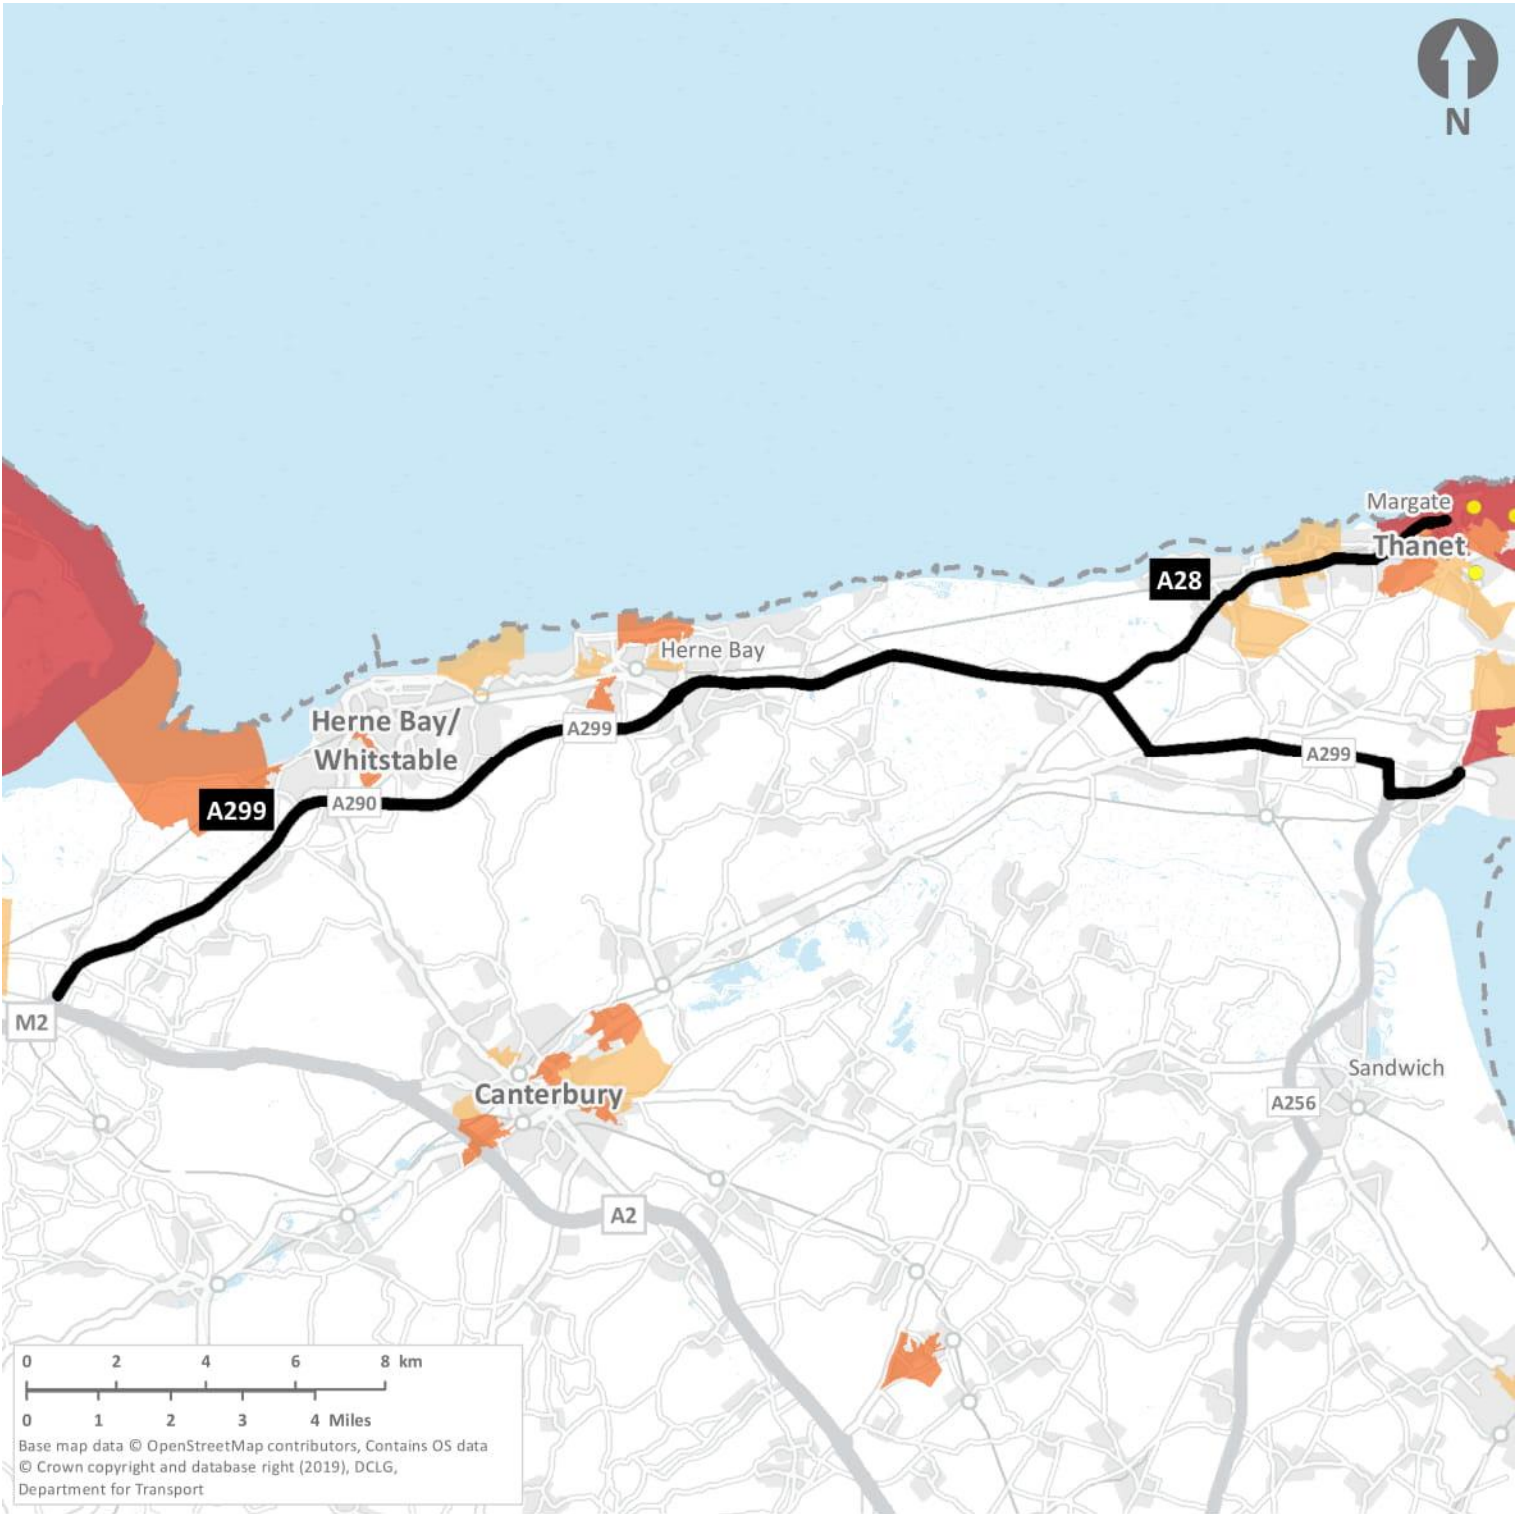 N
Margate
Thanet
A28
Herne Bay
Herne Bay/
Whitstable
A299
A299
A299
A290
M2
Canterbury
Sandwich
A256
A2
0 2 4 6 8 km
0 1 2 3 4 Miles
Base map data © OpenStreetMap contributors, Contains OS data
© Crown copyright and database right (2019), DCLG,
Department for Transport